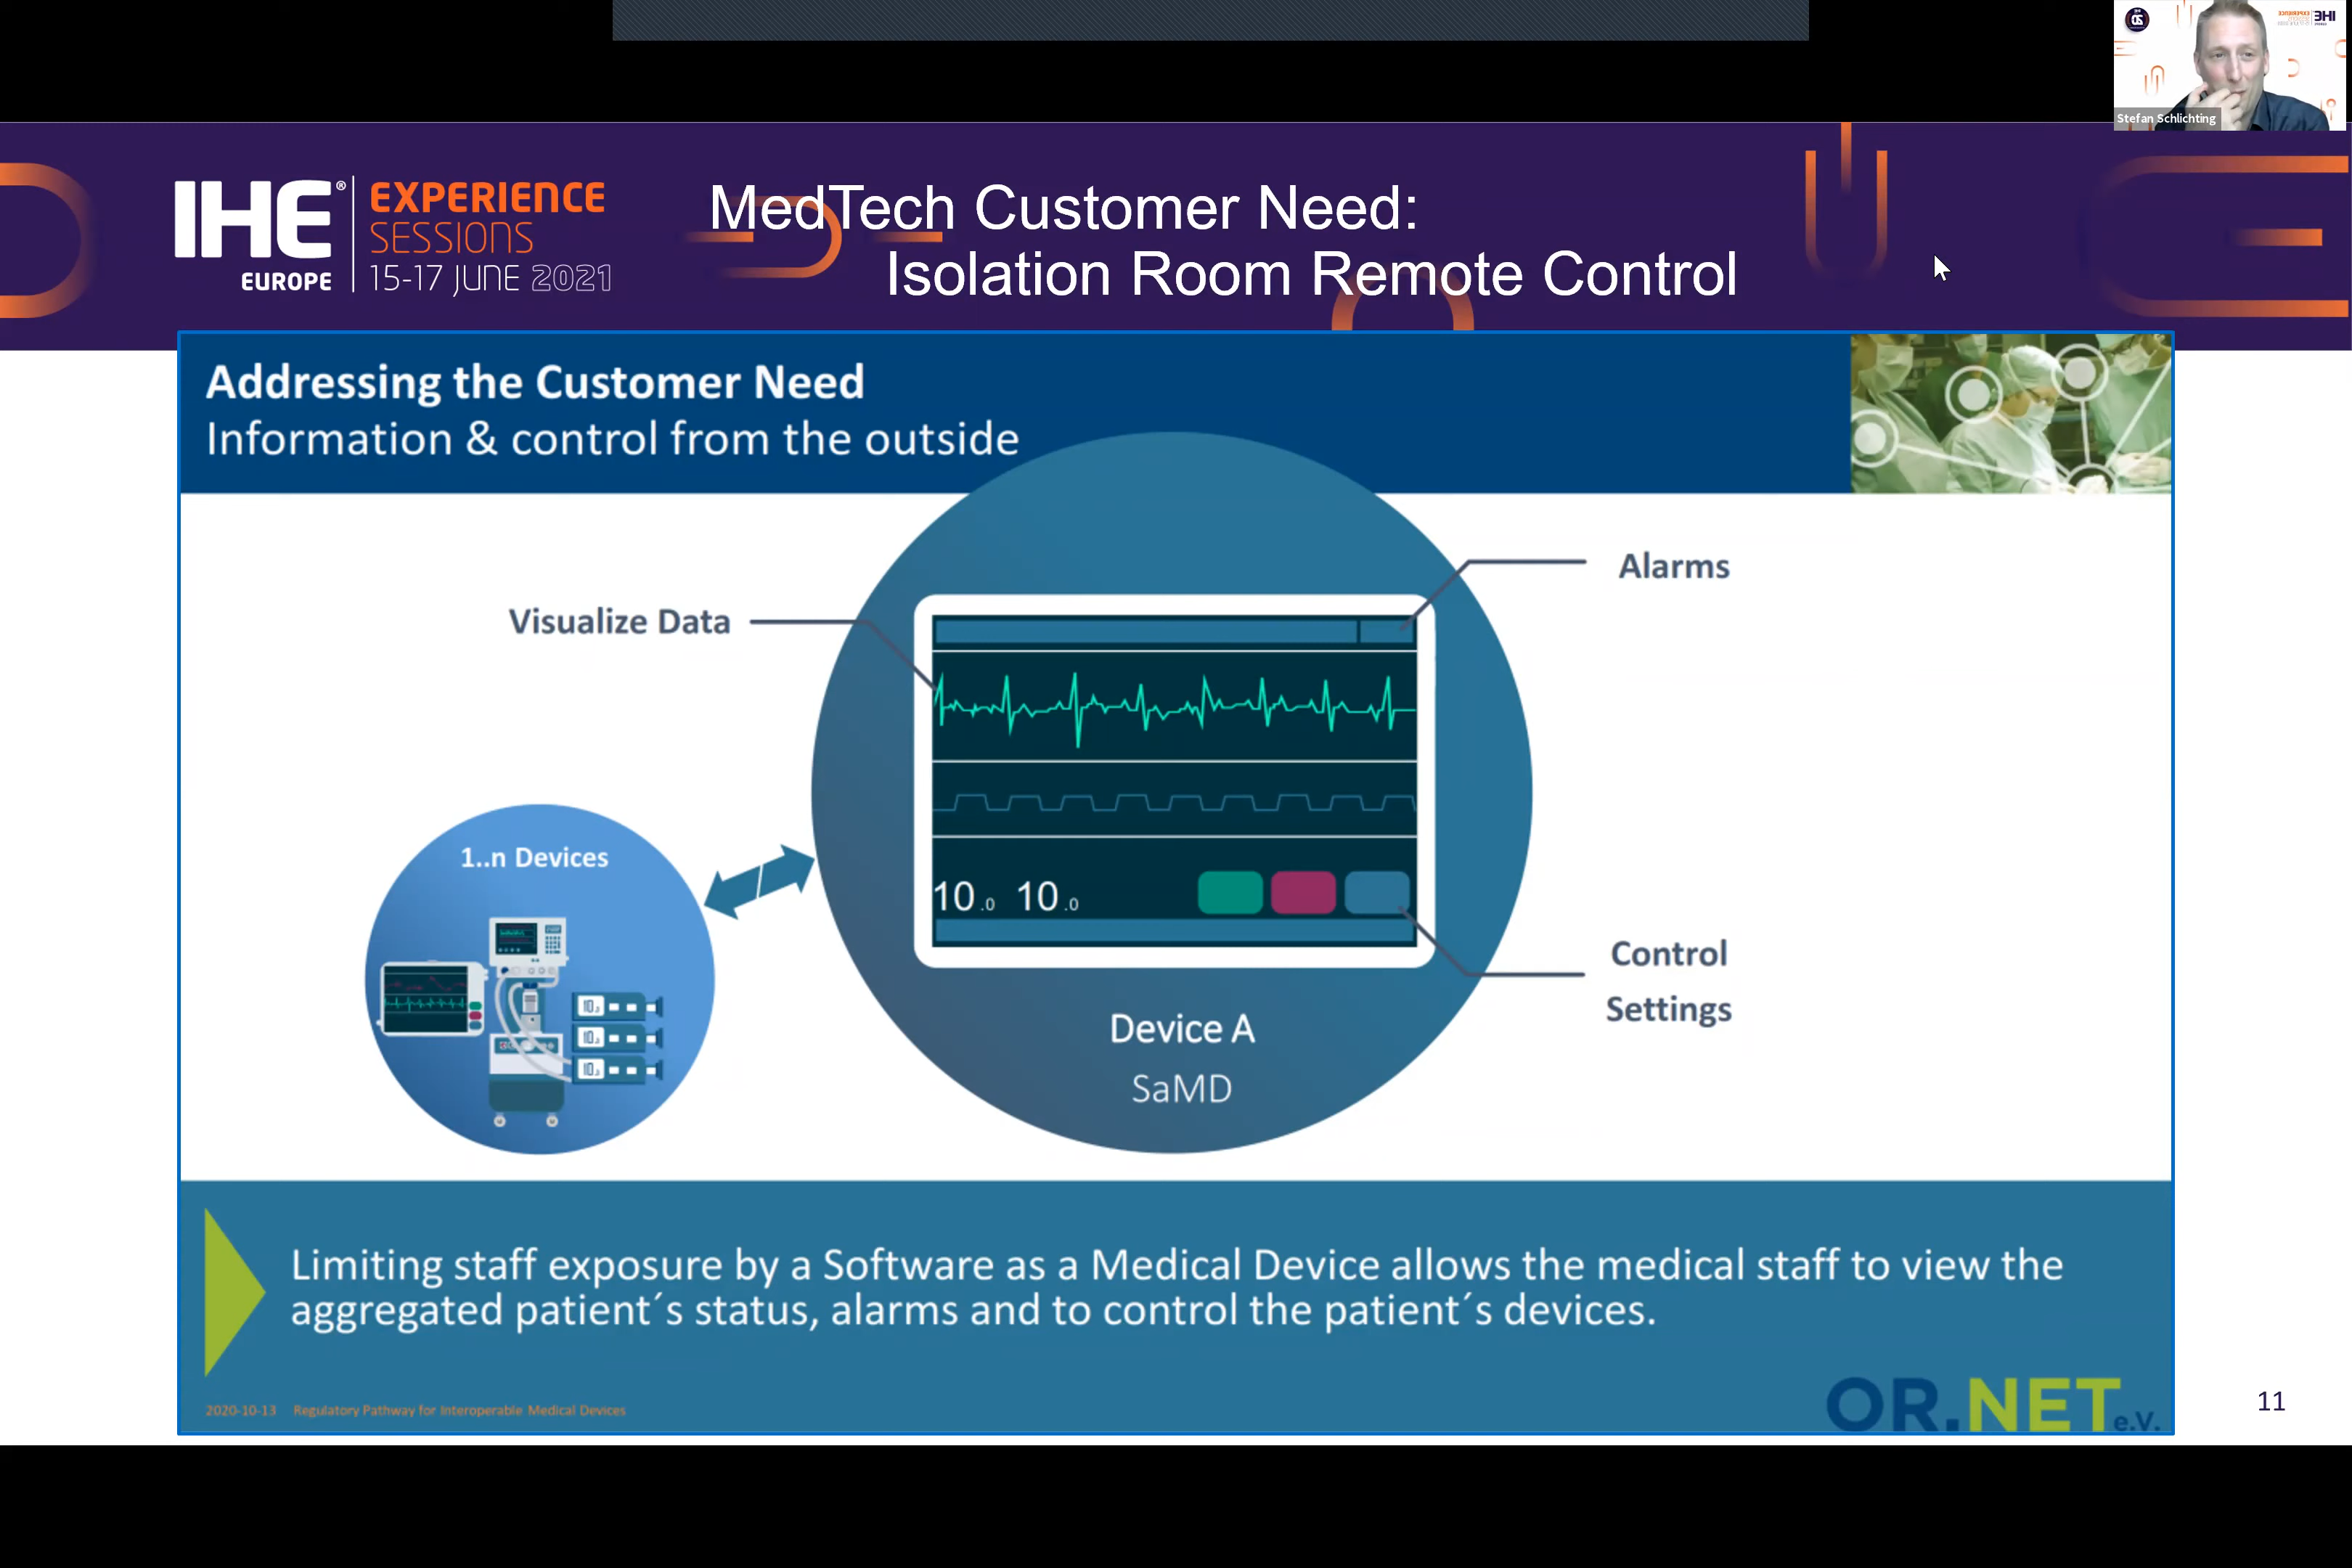 Stefan Schlichting
IHE®
EUROPE
EXPERIENCE
SESSIONS
15-17 JUNE 2021
MedTech Customer Need:
Isolation Room Remote Control
Addressing the Customer Need
Information & control from the outside
Visualize Data
Alarms
1..n Devices
10.0 10.0
Control
Settings
Device A
SaMD
Limiting staff exposure by a Software as a Medical Device allows the medical staff to view the
aggregated patient´s status, alarms and to control the patient´s devices.
2020-10-13 Regulatory Pathway for Interoperable Medical Devices
OR.NET e.V.
11